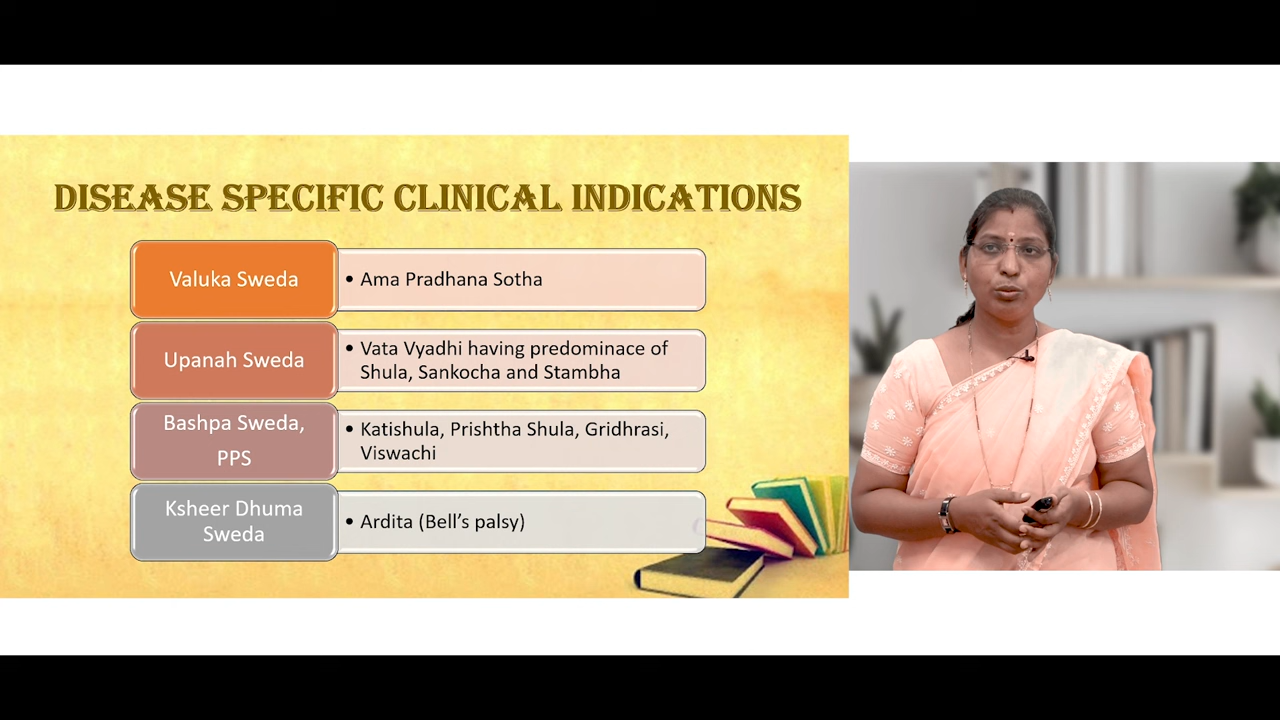 DISEASE SPECIFIC CLINICAL INDICATIONS
Valuka Sweda
• Ama Pradhana Sotha
Upanah Sweda
• Vata Vyadhi having predominace of
Shula, Sankocha and Stambha
Bashpa Sweda,
PPS
• Katishula, Prishtha Shula, Gridhrasi,
Viswachi
Ksheer Dhuma
Sweda
• Ardita (Bell's palsy)